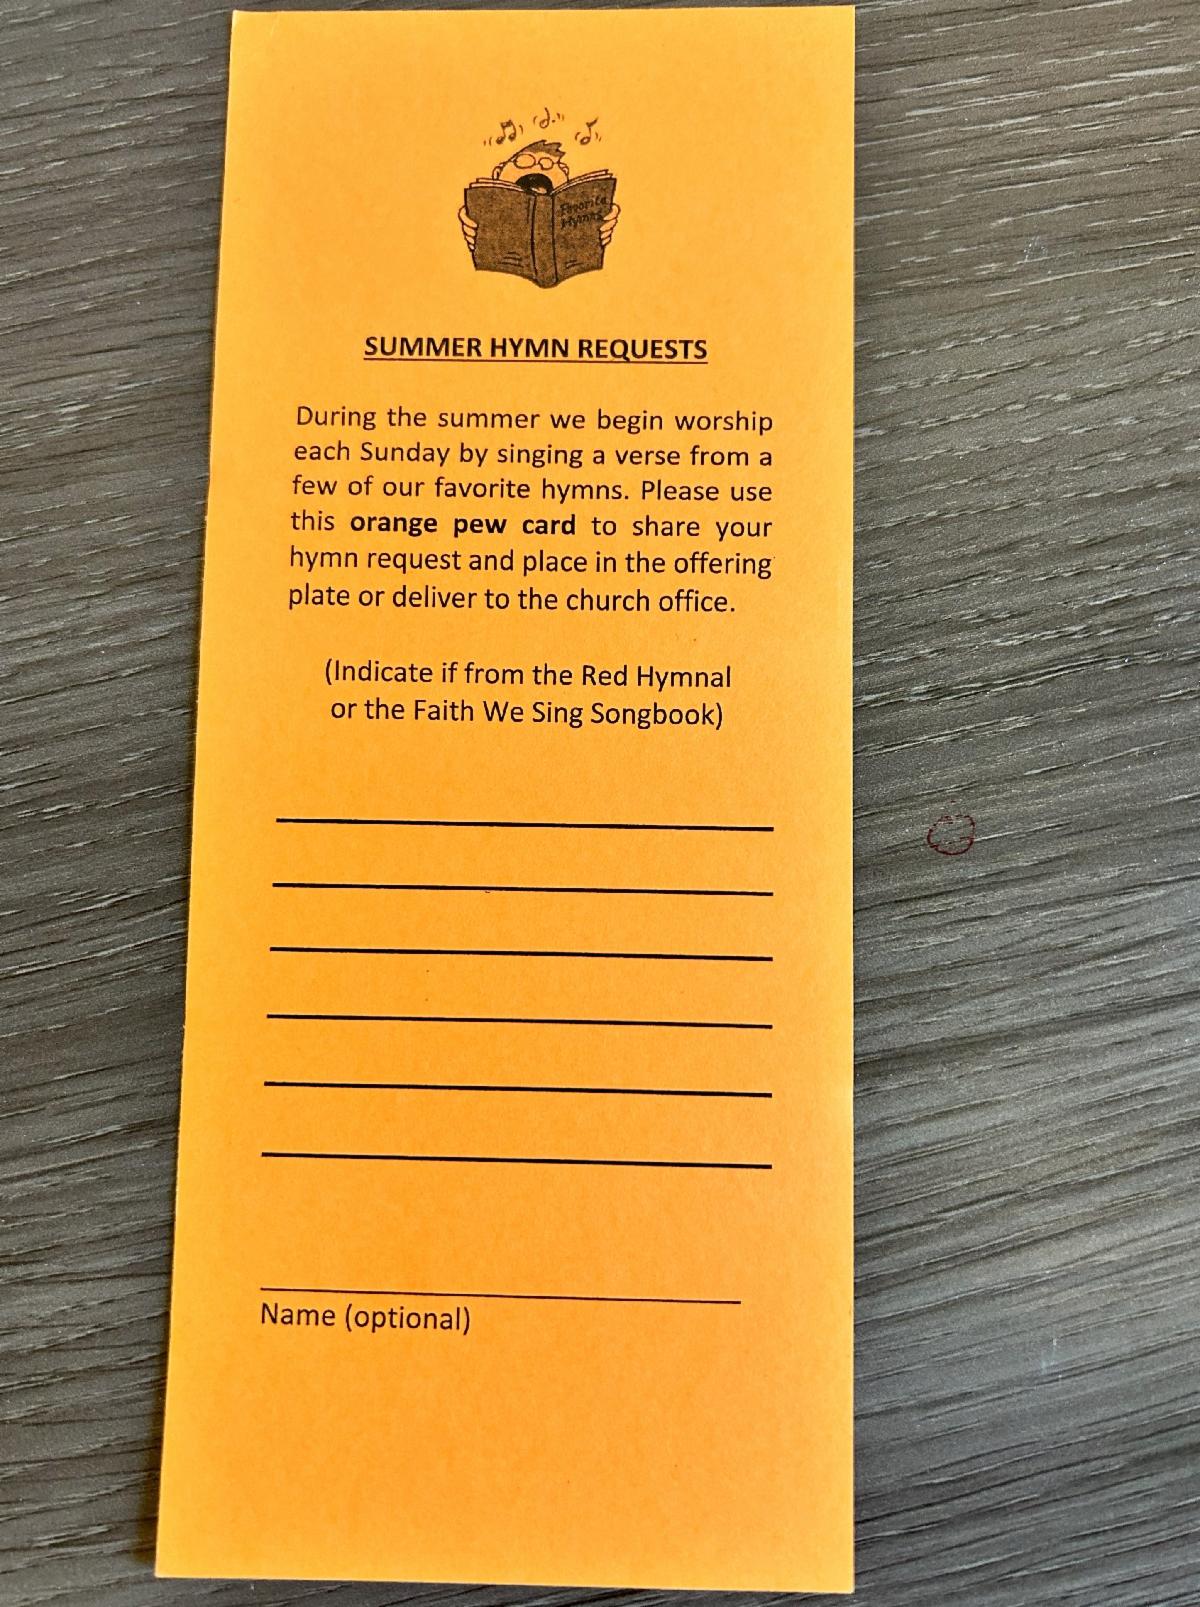 Favorite
Hymns
SUMMER HYMN REQUESTS
During the summer we begin worship
each Sunday by singing a verse from a
few of our favorite hymns. Please use
this orange pew card to share your
hymn request and place in the offering
plate or deliver to the church office.
(Indicate if from the Red Hymnal
or the Faith We Sing Songbook)
Name (optional)